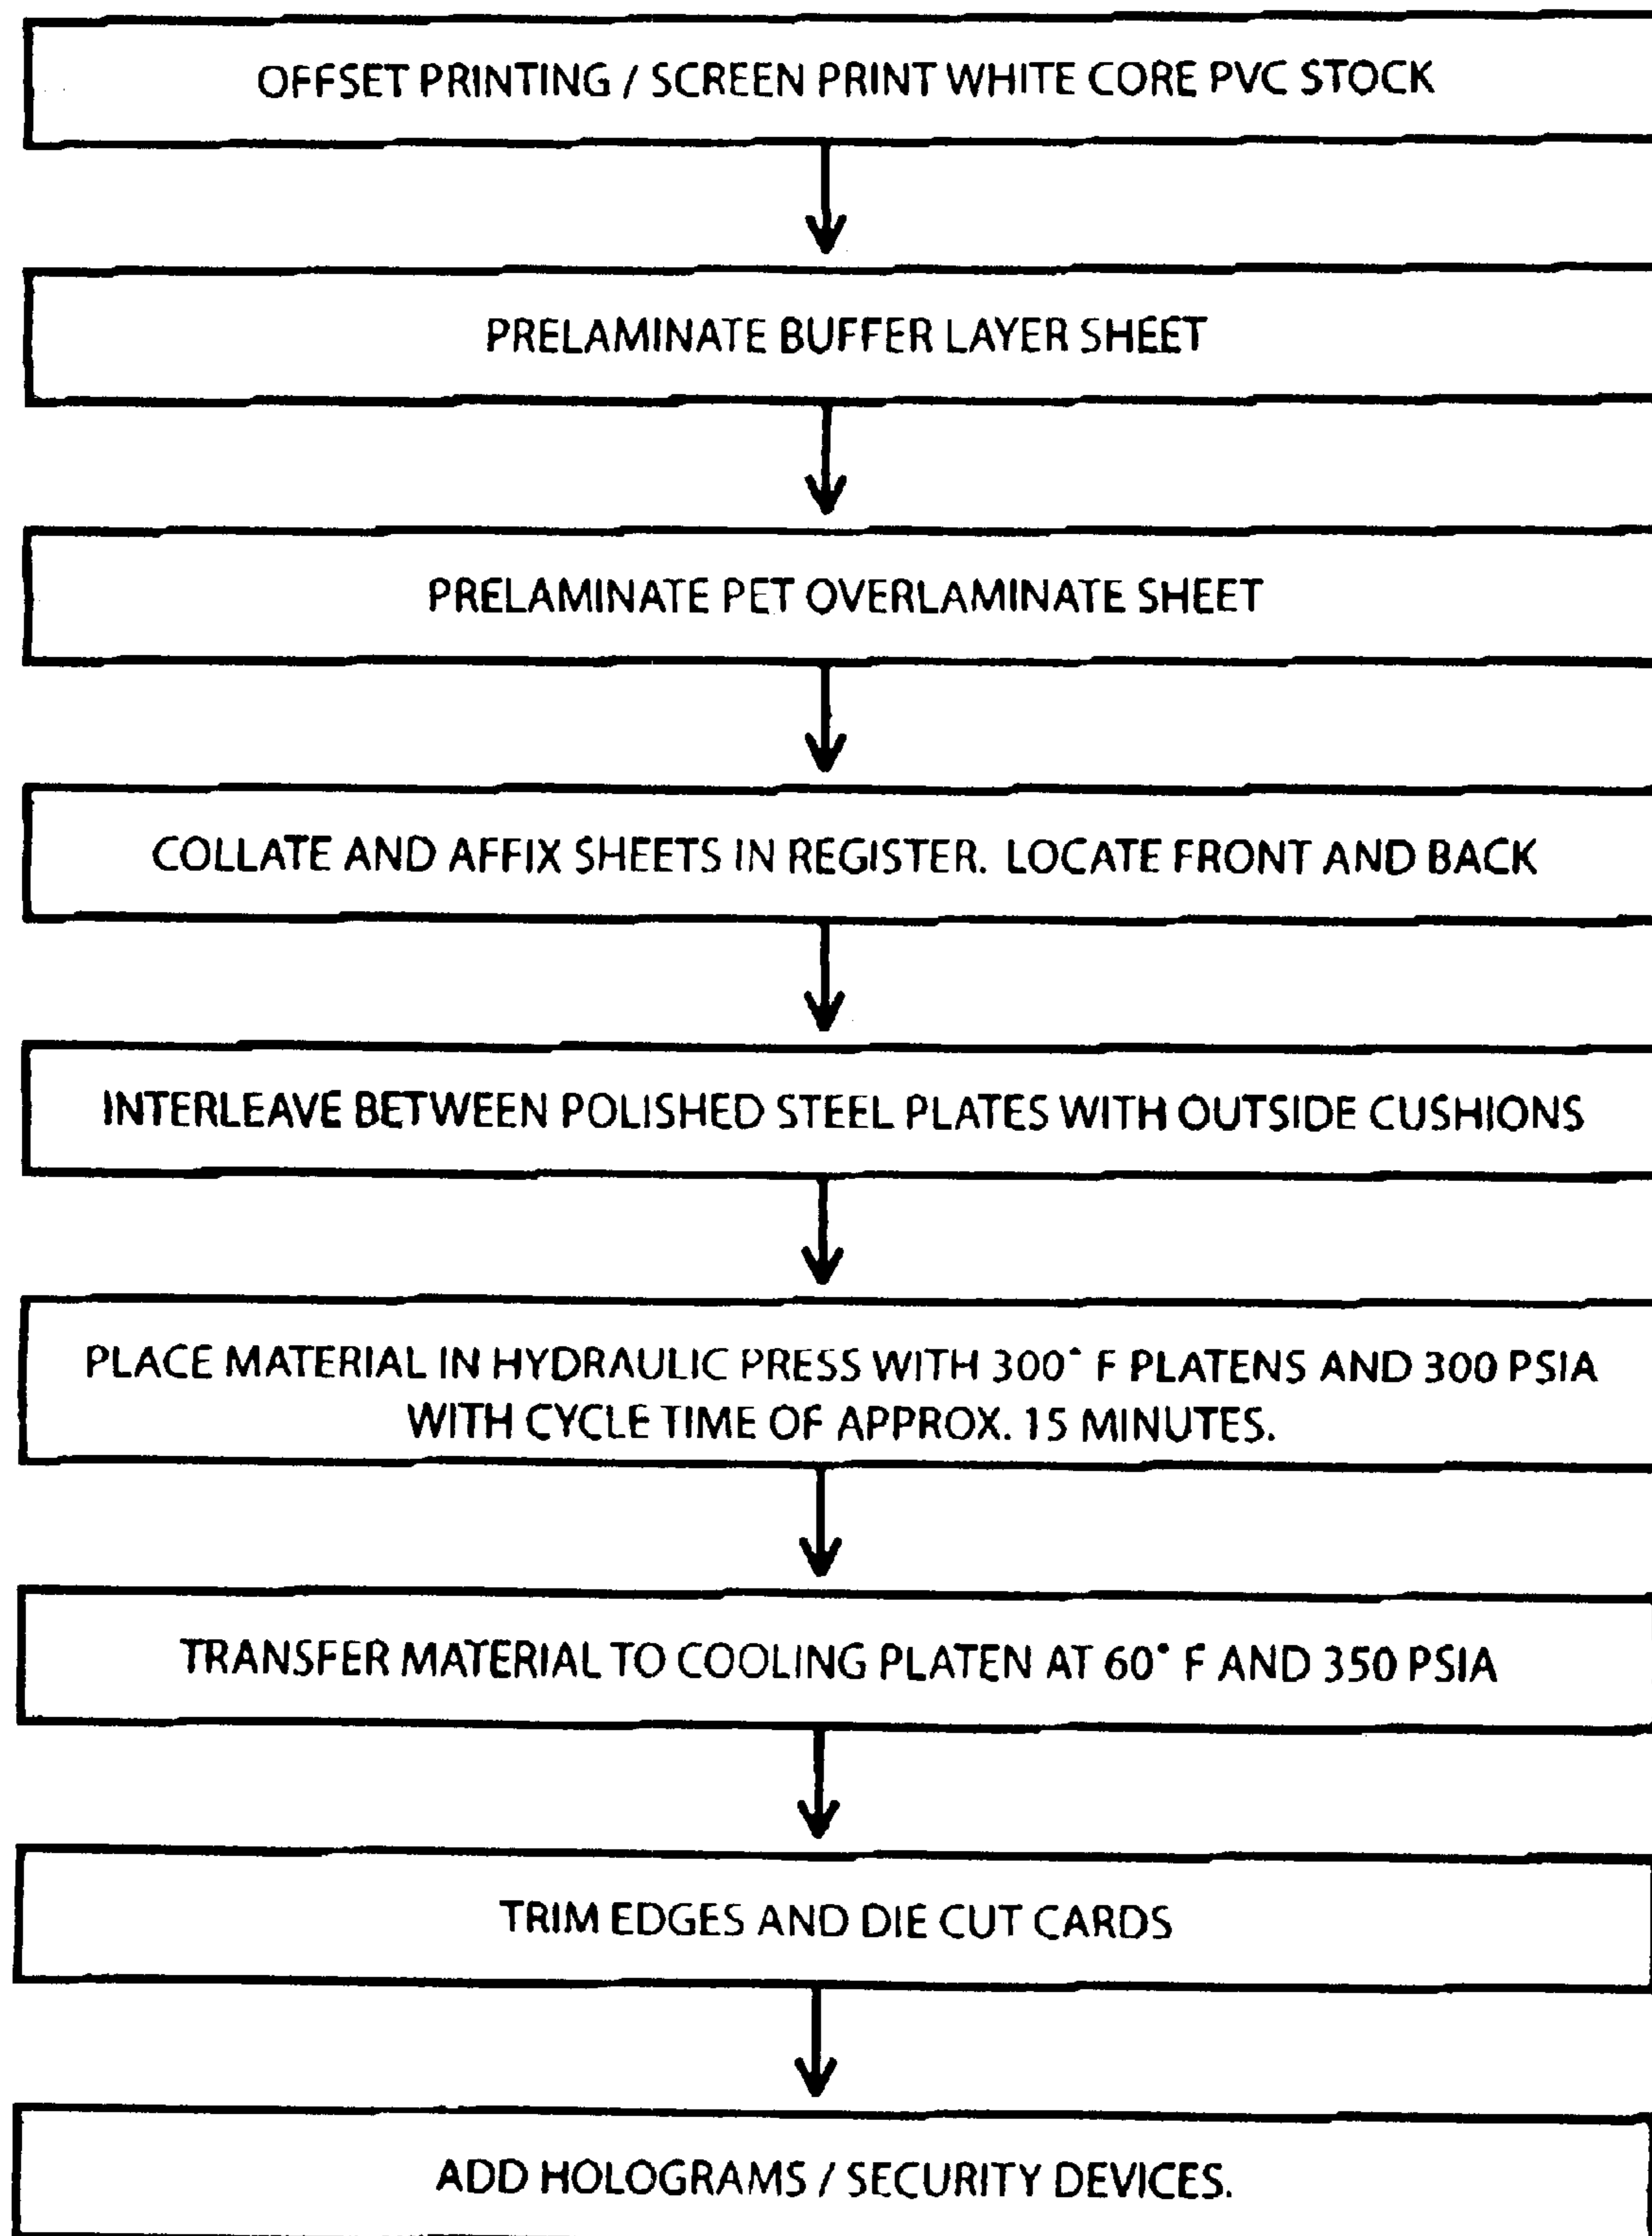 OFFSET PRINTING / SCREEN PRINT WHITE CORE PVC STOCK
PRELAMINATE BUFFER LAYER SHEET
PRELAMINATE PET OVERLAMINATE SHEET
COLLATE AND AFFIX SHEETS IN REGISTER. LOCATE FRONT AND BACK
INTERLEAVE BETWEEN POLISHED STEEL PLATES WITH OUTSIDE CUSHIONS
PLACE MATERIAL IN HYDRAULIC PRESS WITH 300° F PLATENS AND 300 PSIA
WITH CYCLE TIME OF APPROX. 15 MINUTES.
TRANSFER MATERIAL TO COOLING PLATEN AT 60° F AND 350 PSIA
TRIM EDGES AND DIE CUT CARDS
ADD HOLOGRAMS / SECURITY DEVICES.